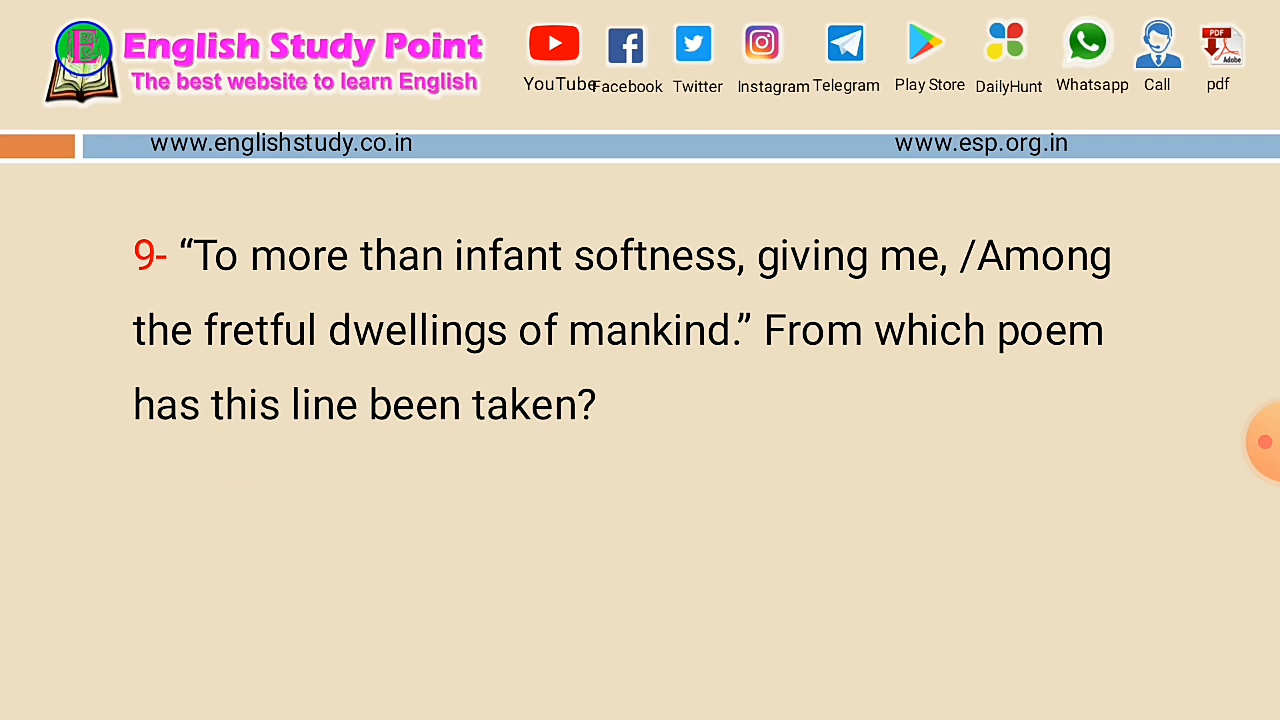 English Study Point
The best website to learn English
YouTube Facebook Twitter Instagram Telegram Play Store DailyHunt Whatsapp Call pdf
PDF
Adobe
www.englishstudy.co.in www.esp.org.in
9- “To more than infant softness, giving me, /Among
the fretful dwellings of mankind.” From which poem
has this line been taken?